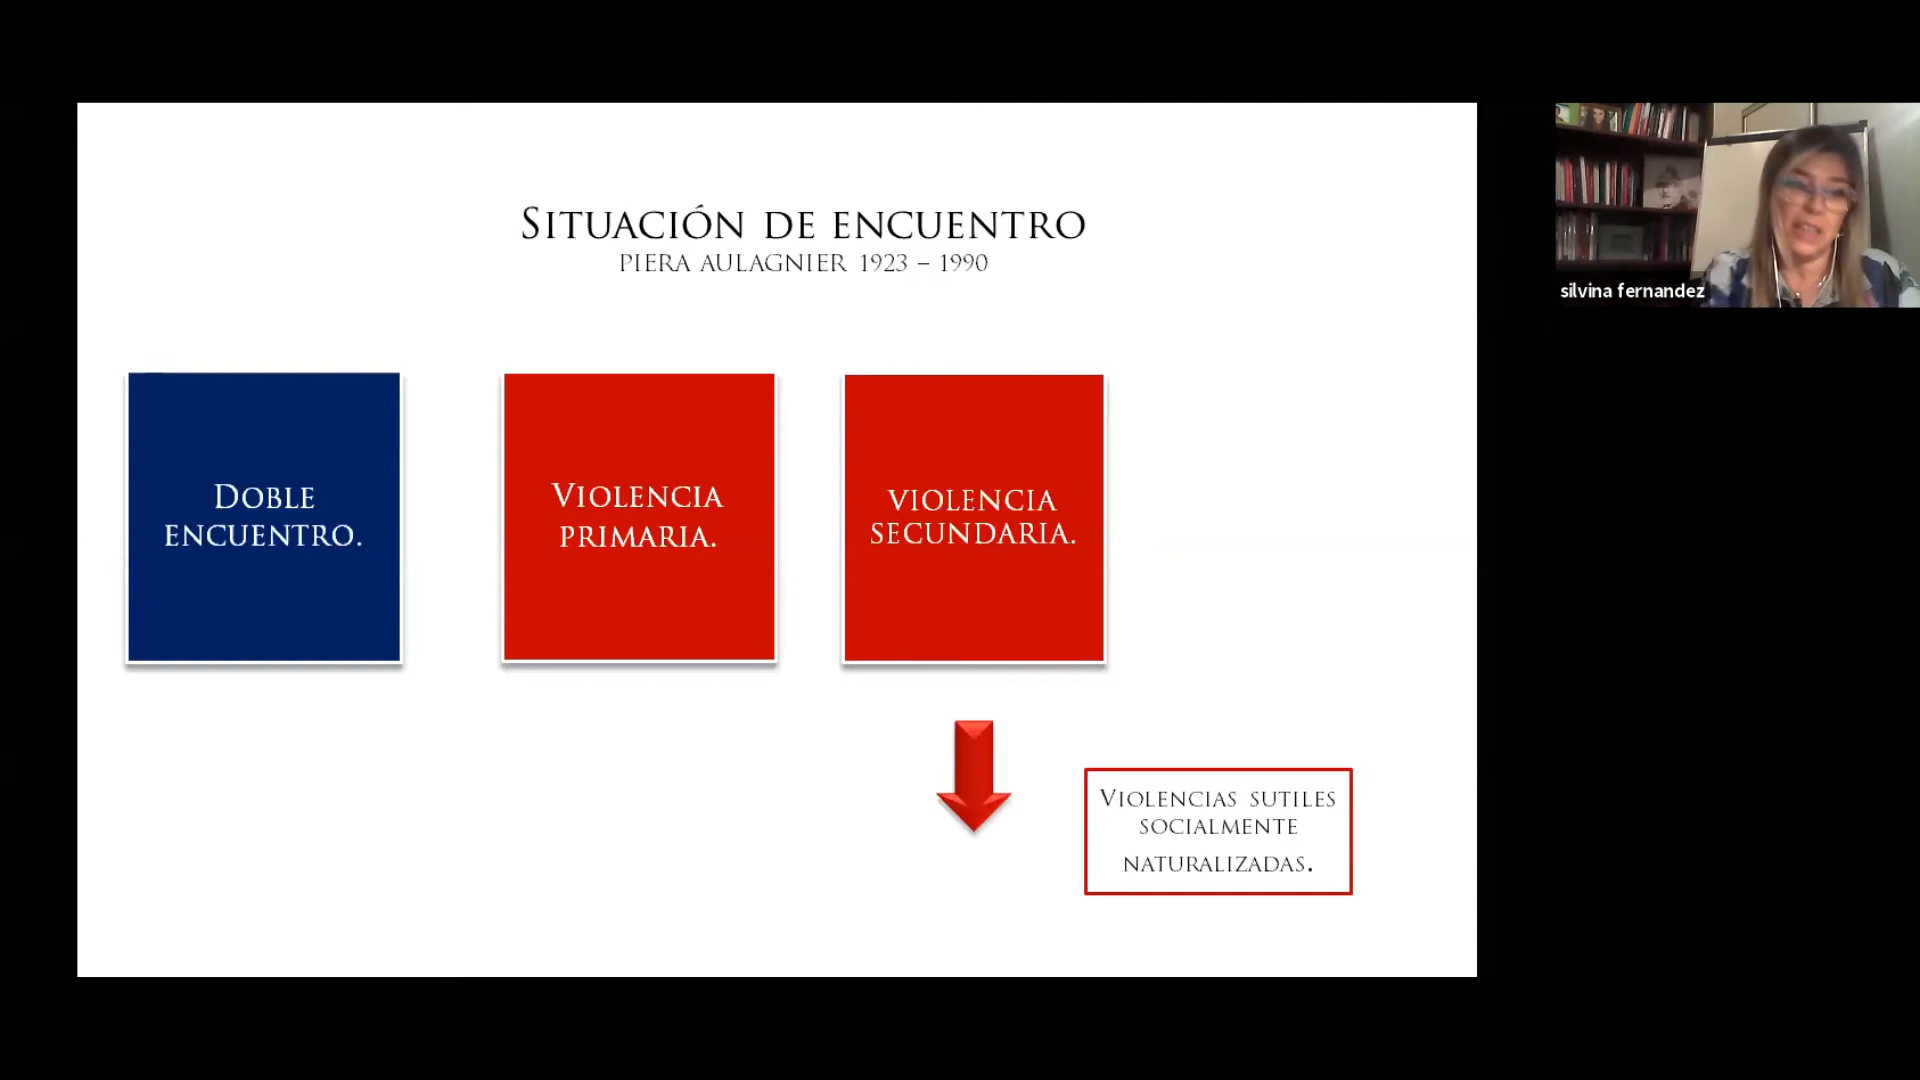 Situación de encuentro
Piera Aulagnier 1923 – 1990
Doble
encuentro.
Violencia
primaria.
violencia
secundaria.
Violencias sutiles
socialmente
naturalizadas.
silvina fernandez